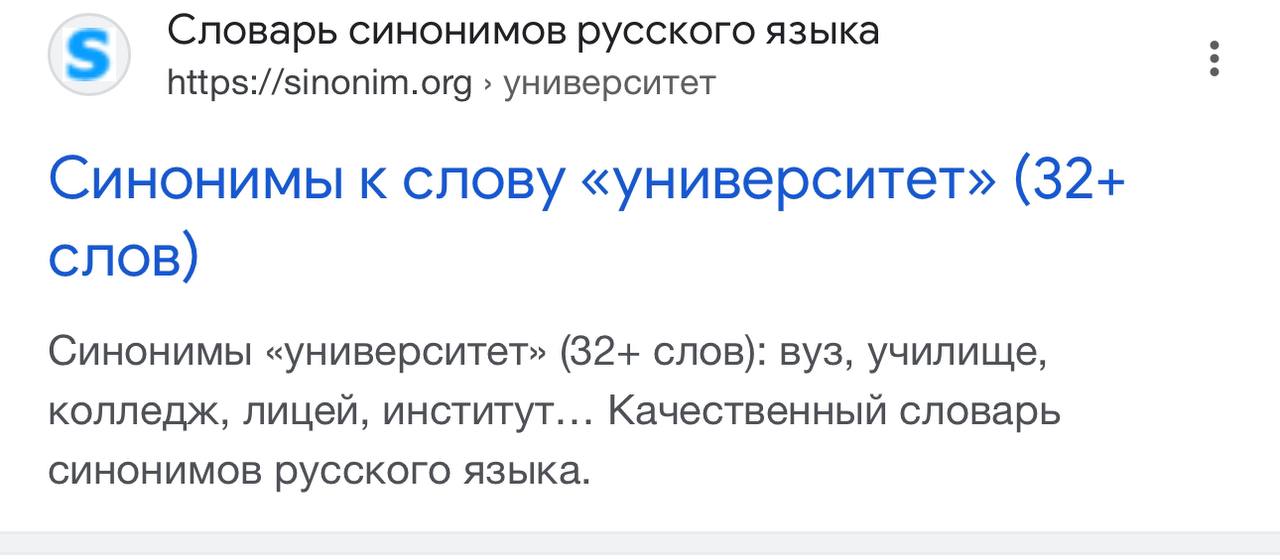 S
Словарь синонимов русского языка
https://sinonim.org › университет
Синонимы к слову «университет» (32+
слов)
Синонимы «университет» (32+ слов): вуз, училище,
колледж, лицей, институт... Качественный словарь
синонимов русского языка.